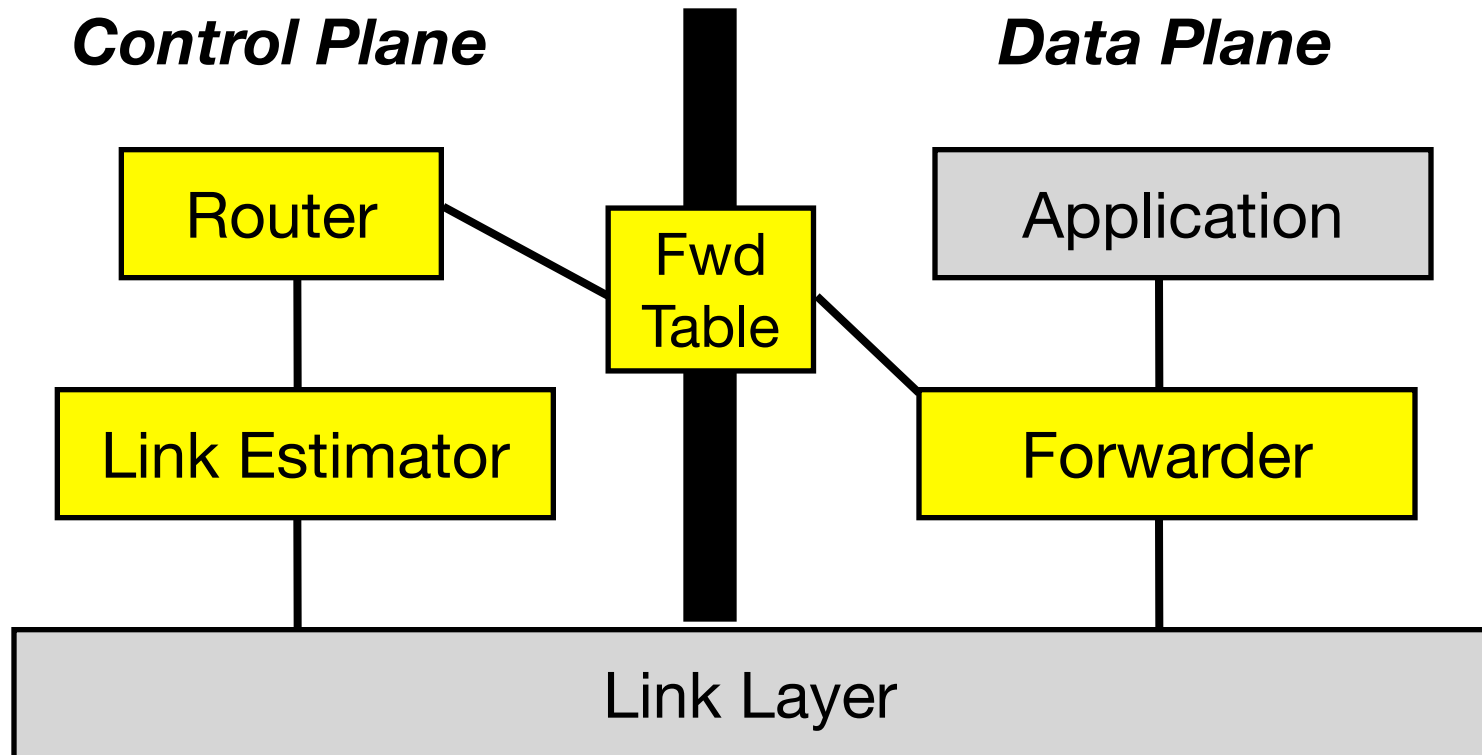 Control Plane
Data Plane
Router
Fwd
Table
Application
Link Estimator
Forwarder
Link Layer